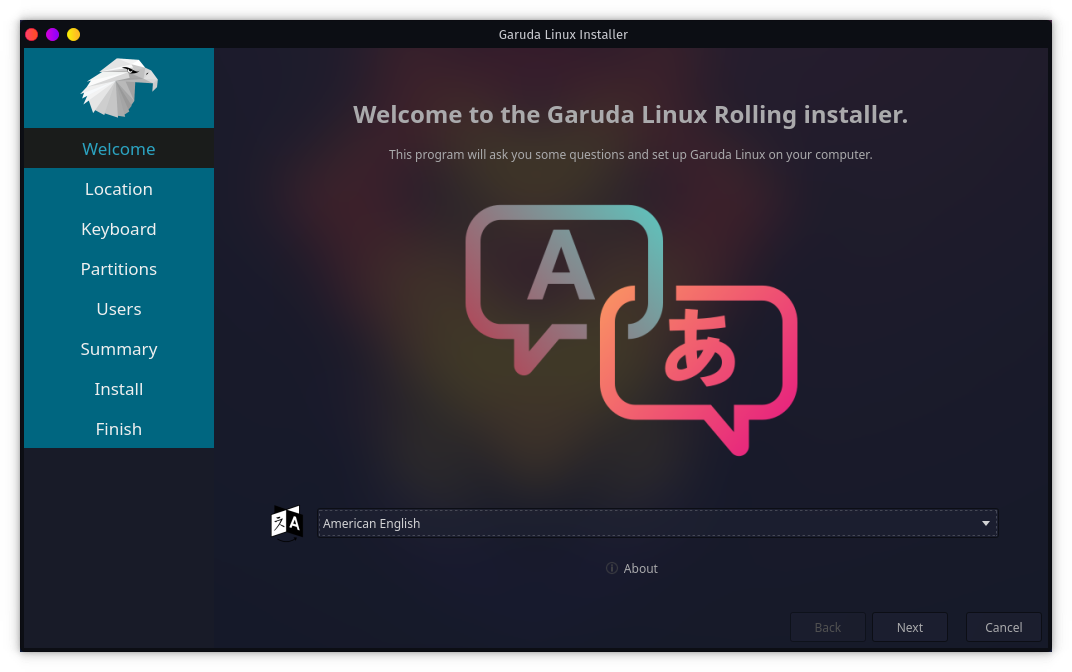 Garuda Linux Installer
Welcome
Location
Keyboard
Partitions
Users
Summary
Install
Finish
Welcome to the Garuda Linux Rolling installer.
This program will ask you some questions and set up Garuda Linux on your computer.
A
あ
American English
About
Back
Next
Cancel